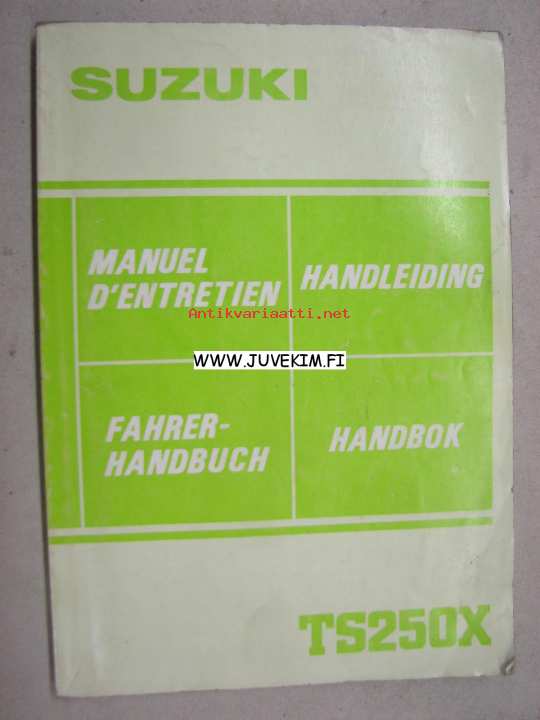 SUZUKI
MANUEL
D'ENTRETIEN
HANDLEIDING
Antikvariaatti.net
WWW.JUVEKIM.FI
FAHRER-
HANDBUCH
HANDBOK
TS250X